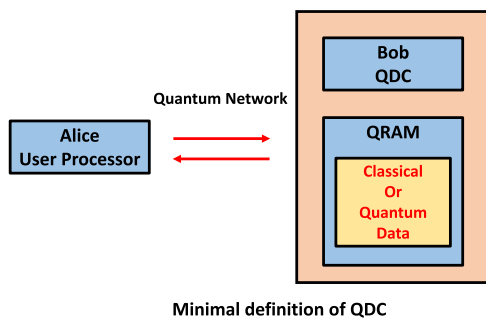 Bob
QDC
Quantum Network
Alice
User Processor
QRAM
Classical
Or
Quantum
Data
Minimal definition of QDC